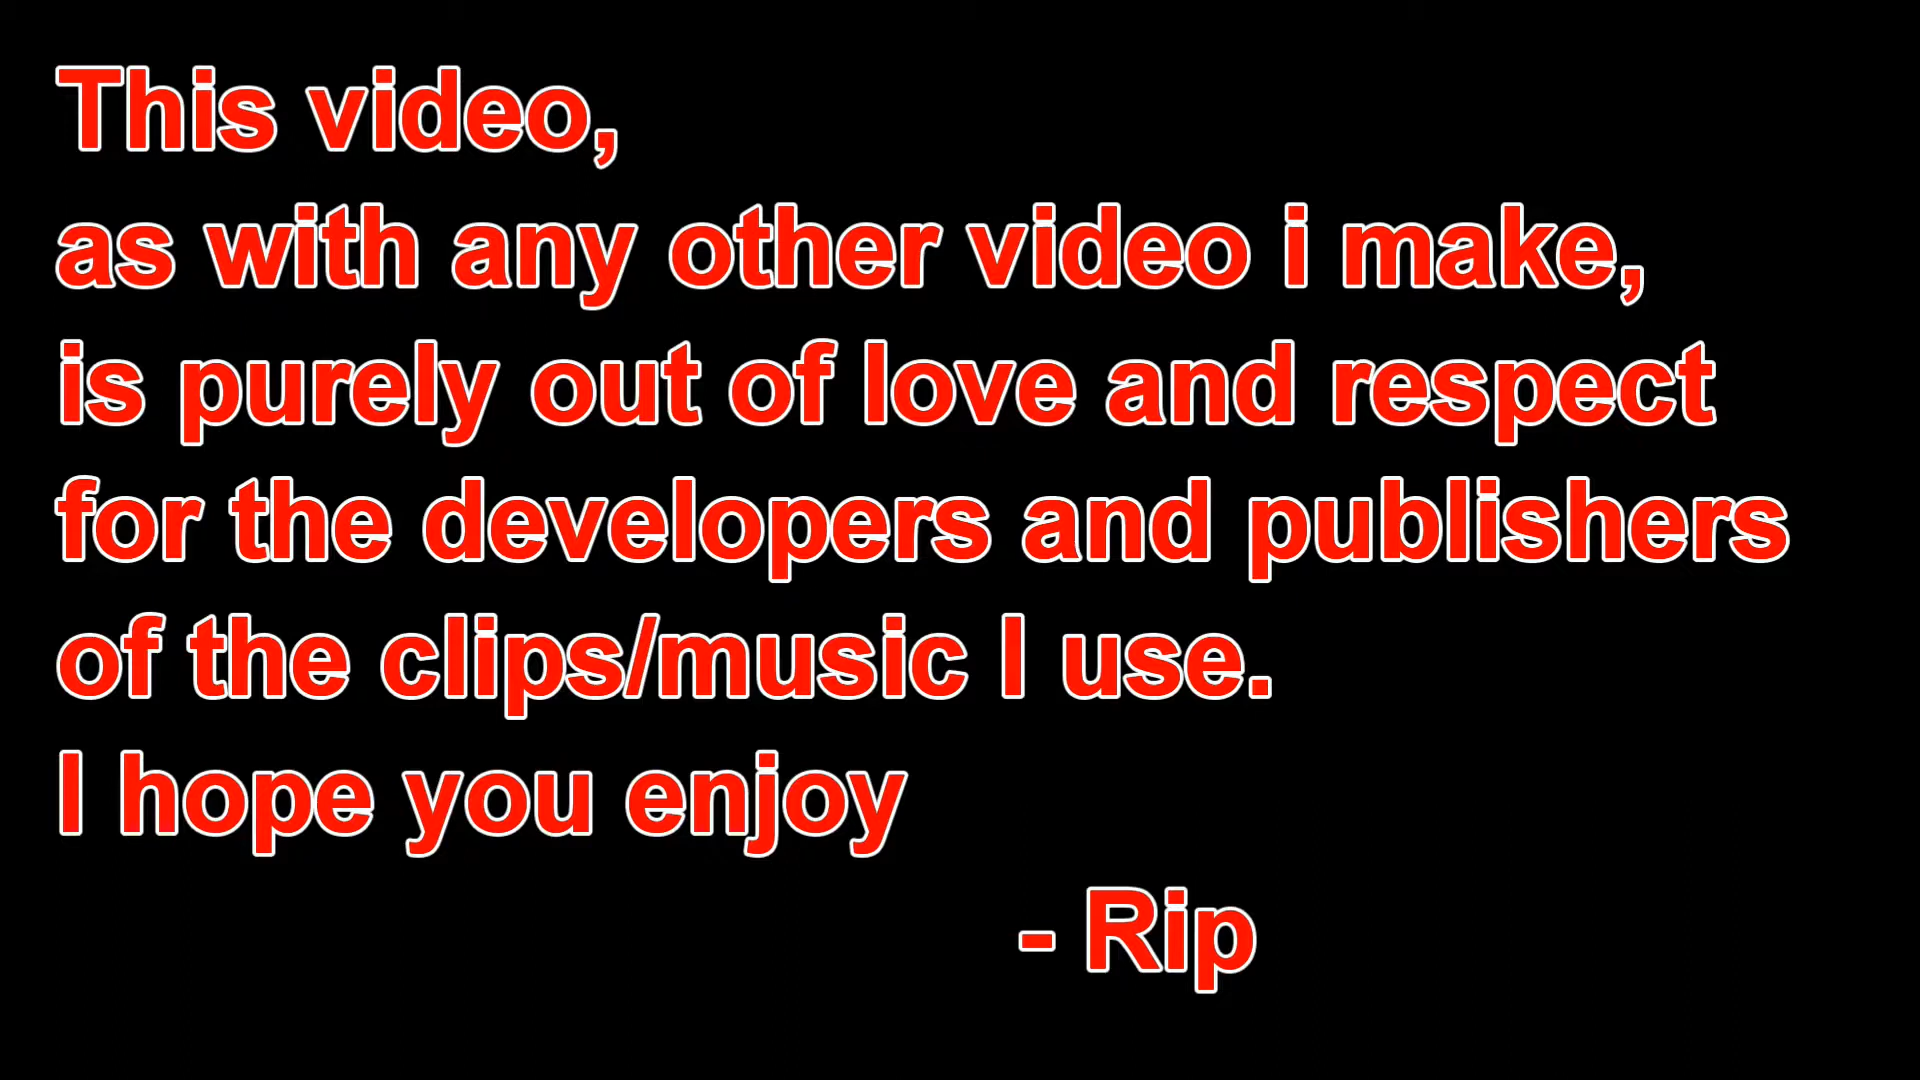 This video,
as with any other video i make,
is purely out of love and respect
for the developers and publishers
of the clips/music I use.
I hope you enjoy
- Rip